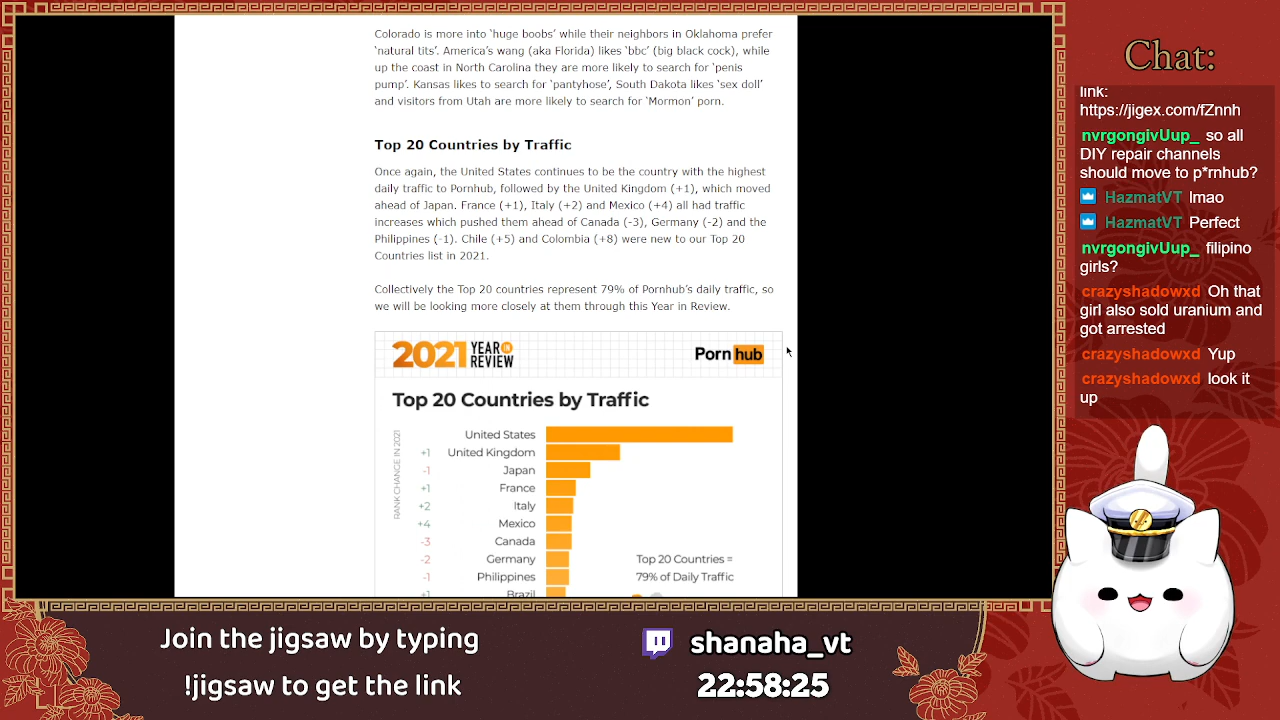 Colorado is more into 'huge boobs' while their neighbors in Oklahoma prefer
'natural tits'. America's wang (aka Florida) likes 'bbc' (big black cock), while
up the coast in North Carolina they are more likely to search for 'penis
pump'. Kansas likes to search for 'pantyhose', South Dakota likes 'sex doll'
and visitors from Utah are more likely to search for 'Mormon' porn.
Top 20 Countries by Traffic
Once again, the United States continues to be the country with the highest
daily traffic to Pornhub, followed by the United Kingdom (+1), which moved
ahead of Japan. France (+1), Italy (+2) and Mexico (+4) all had traffic
increases which pushed them ahead of Canada (-3), Germany (-2) and the
Philippines (-1). Chile (+5) and Colombia (+8) were new to our Top 20
Countries list in 2021.
Collectively the Top 20 countries represent 79% of Pornhub's daily traffic, so
we will be looking more closely at them through this Year in Review.
2021 YEAR IN REVIEW
Porn hub
Top 20 Countries by Traffic
RANK CHANGE IN 2021
United States
+1 United Kingdom
-1 Japan
+1 France
+2 Italy
+4 Mexico
-3 Canada
-2 Germany
-1 Philippines
+1 Brazil
Top 20 Countries =
79% of Daily Traffic
Chat:
link:
https://jigex.com/fZnnh
nvrgongivUup_ so all
DIY repair channels
should move to p*rnhub?
HazmatVT lmao
HazmatVT Perfect
nvrgongivUup_ filipino
girls?
crazyshadowxd Oh that
girl also sold uranium and
got arrested
crazyshadowxd Yup
crazyshadowxd look it
up
Join the jigsaw by typing
!jigsaw to get the link
shanaha_vt
22:58:25